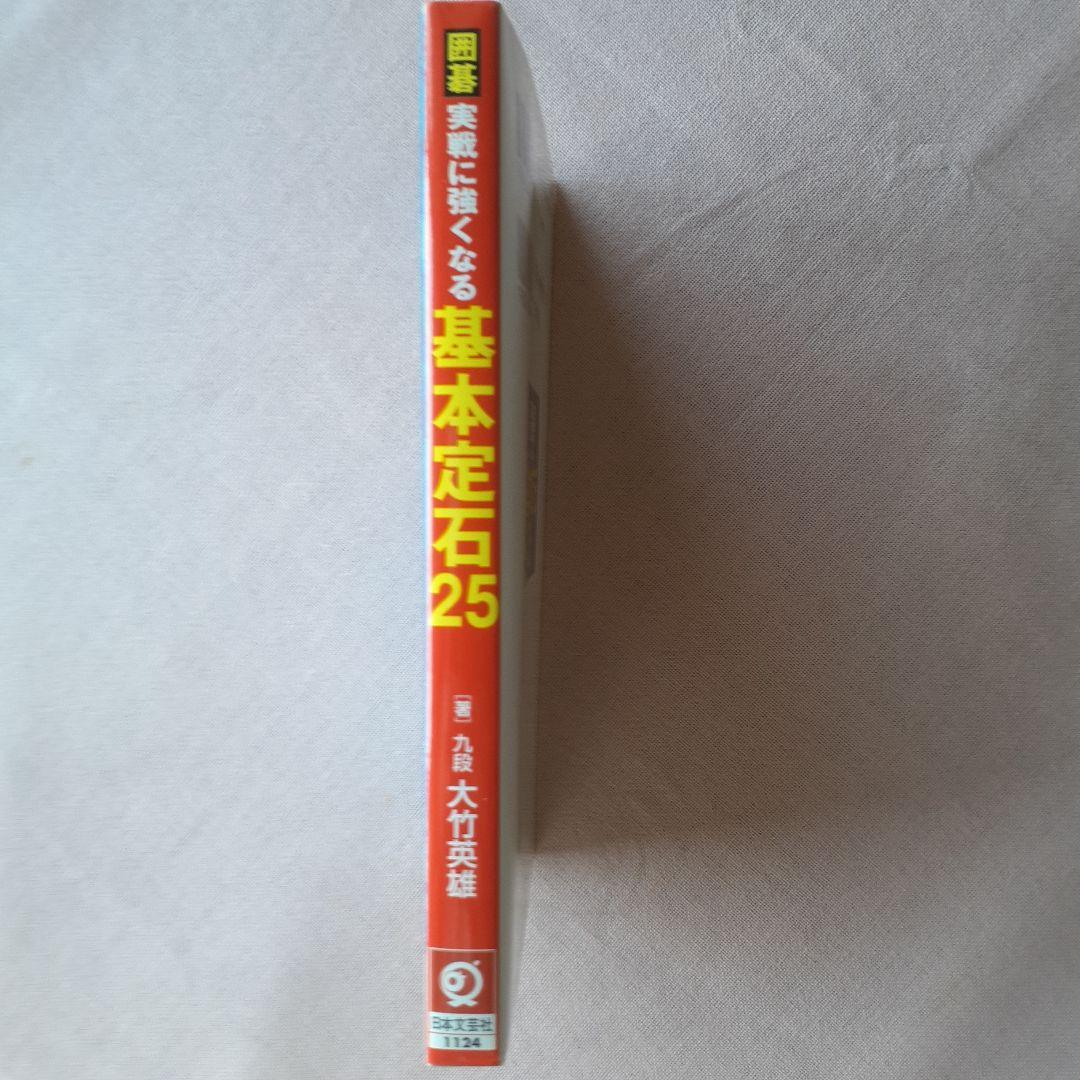 囲碁
実戦に強くなる
基本定石25
[著]
九段
大竹英雄
日本文芸社
1124